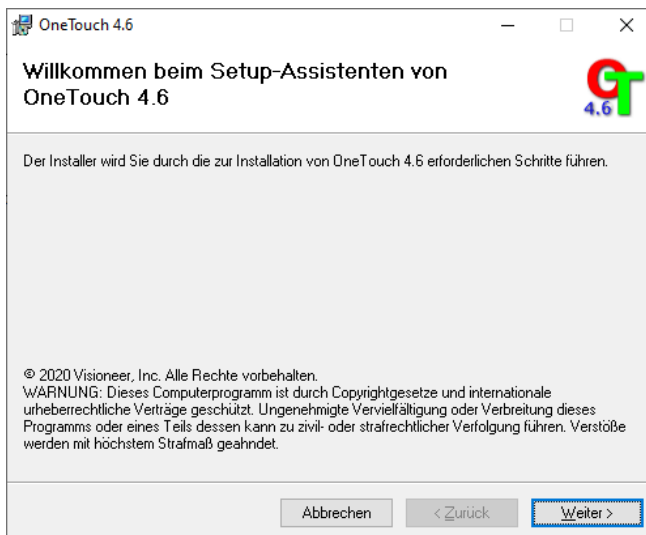 OneTouch 4.6
Willkommen beim Setup-Assistenten von
OneTouch 4.6
OT
4.6
Der Installer wird Sie durch die zur Installation von OneTouch 4.6 erforderlichen Schritte führen.
© 2020 Visioneer, Inc. Alle Rechte vorbehalten.
WARNUNG: Dieses Computerprogramm ist durch Copyrightgesetze und internationale
urheberrechtliche Verträge geschützt. Ungenehmigte Vervielfältigung oder Verbreitung dieses
Programms oder eines Teils dessen kann zu zivil- oder strafrechtlicher Verfolgung führen. Verstöße
werden mit höchstem Strafmaß geahndet.
Abbrechen < Zurück Weiter >